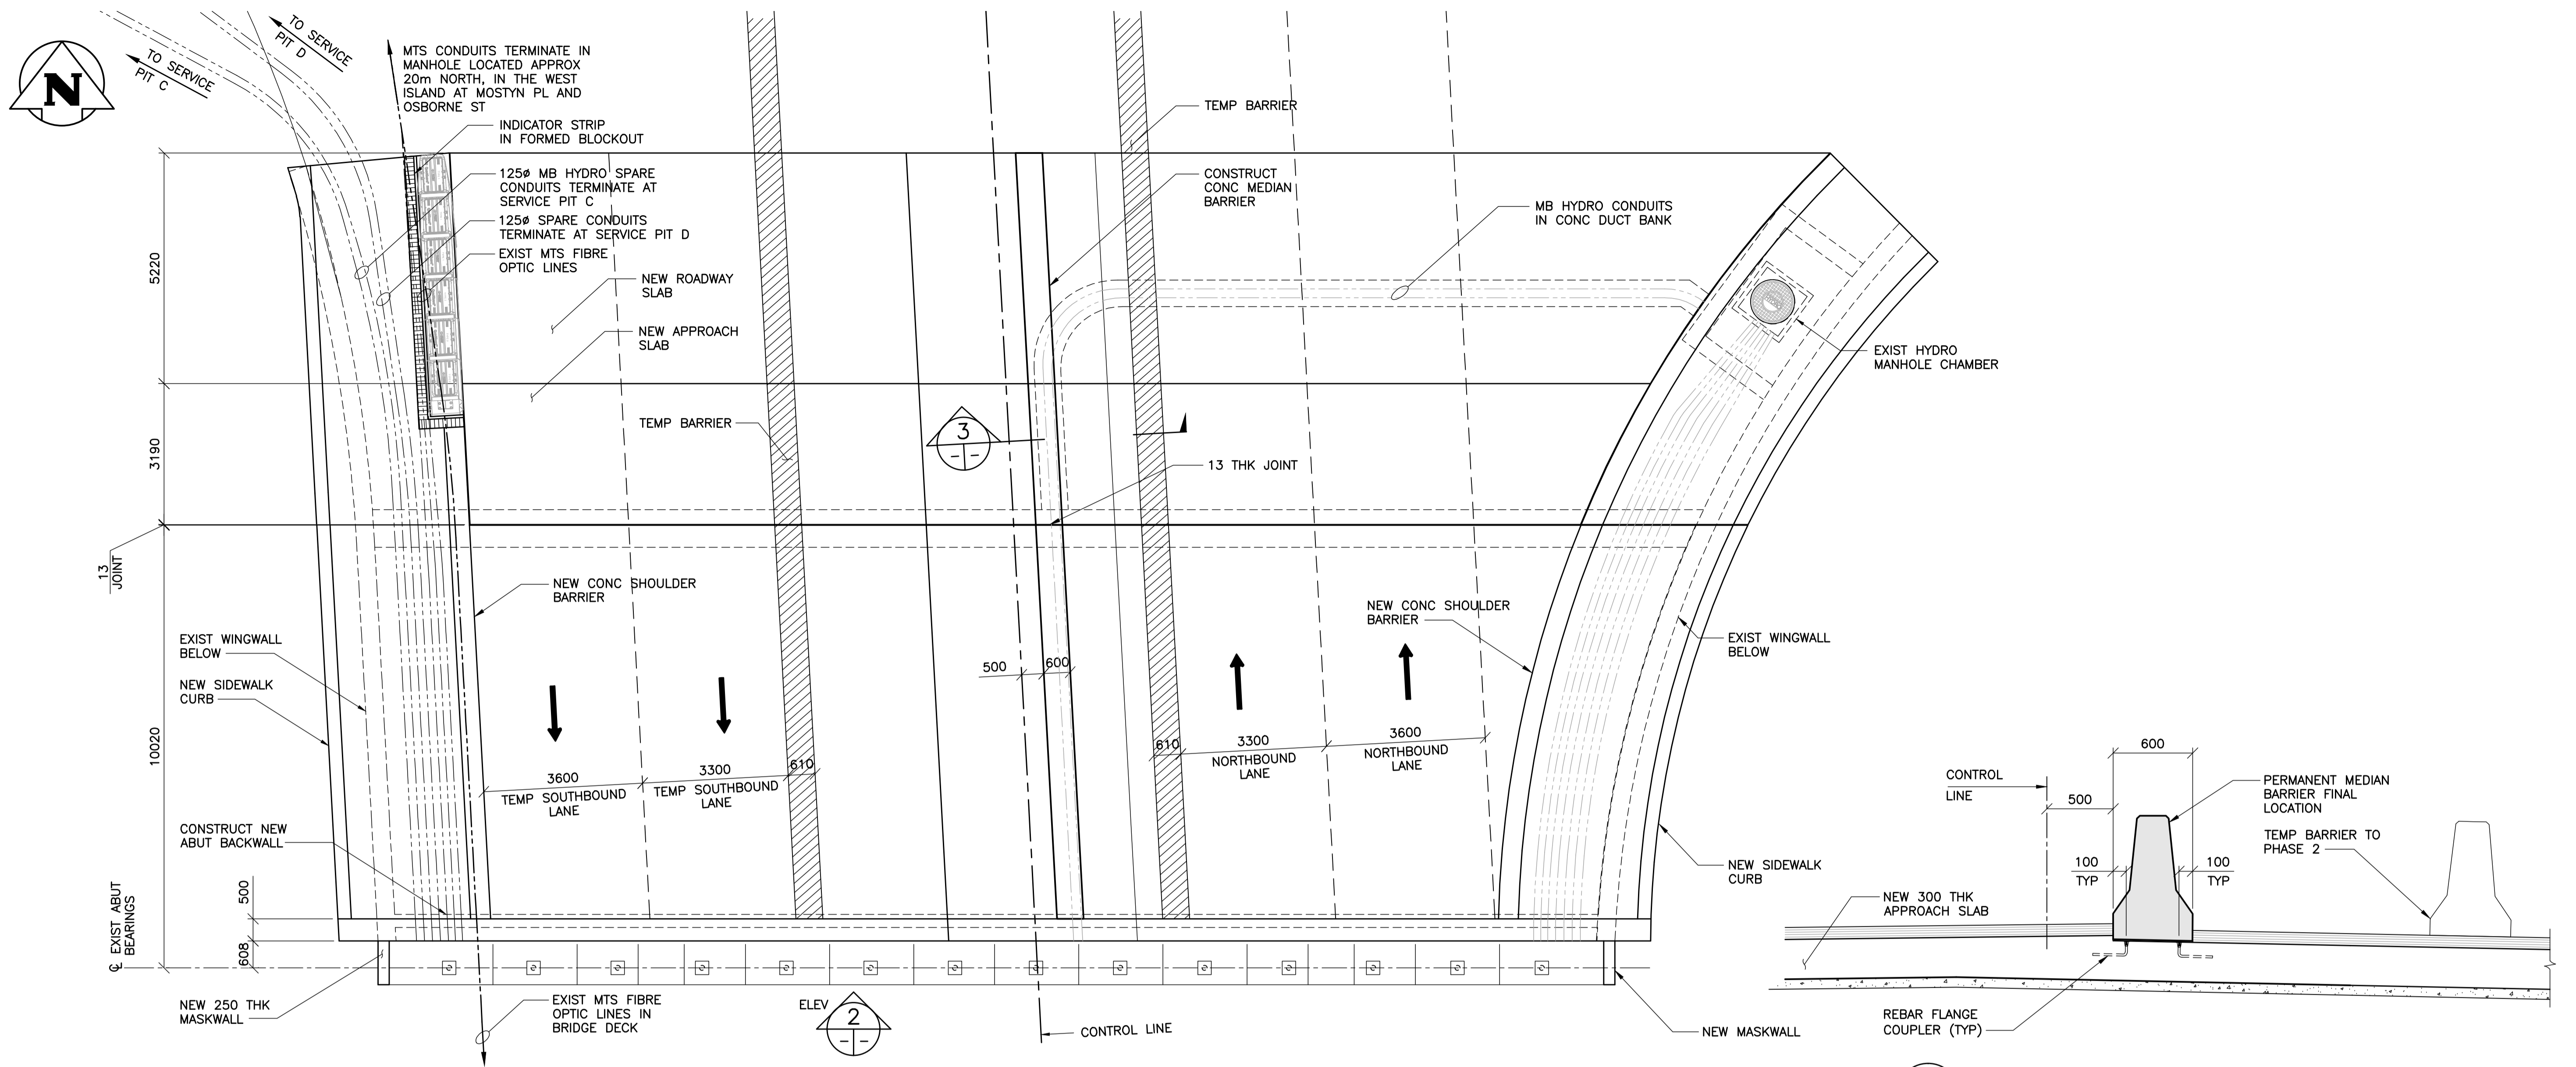 TO SERVICE
PIT D
TO SERVICE
PIT C
N
MTS CONDUITS TERMINATE IN
MANHOLE LOCATED APPROX
20m NORTH, IN THE WEST
ISLAND AT MOSTYN PL AND
OSBORNE ST
INDICATOR STRIP
IN FORMED BLOCKOUT
125ø MB HYDRO SPARE
CONDUITS TERMINATE AT
SERVICE PIT C
125ø SPARE CONDUITS
TERMINATE AT SERVICE PIT D
EXIST MTS FIBRE
OPTIC LINES
NEW ROADWAY
SLAB
NEW APPROACH
SLAB
TEMP BARRIER
TEMP BARRIER
CONSTRUCT
CONC MEDIAN
BARRIER
MB HYDRO CONDUITS
IN CONC DUCT BANK
EXIST HYDRO
MANHOLE CHAMBER
5220
3190
10020
13
JOINT
3
13 THK JOINT
NEW CONC SHOULDER
BARRIER
NEW CONC SHOULDER
BARRIER
EXIST WINGWALL
BELOW
EXIST WINGWALL
BELOW
NEW SIDEWALK
CURB
500
600
3600
TEMP SOUTHBOUND
LANE
3300
TEMP SOUTHBOUND
LANE
610
610
3300
NORTHBOUND
LANE
3600
NORTHBOUND
LANE
CONSTRUCT NEW
ABUT BACKWALL
500
608
℄ EXIST ABUT
BEARINGS
NEW 250 THK
MASKWALL
EXIST MTS FIBRE
OPTIC LINES IN
BRIDGE DECK
ELEV
2
CONTROL LINE
NEW MASKWALL
NEW SIDEWALK
CURB
CONTROL
LINE
600
500
PERMANENT MEDIAN
BARRIER FINAL
LOCATION
TEMP BARRIER TO
PHASE 2
100
TYP
100
TYP
NEW 300 THK
APPROACH SLAB
REBAR FLANGE
COUPLER (TYP)